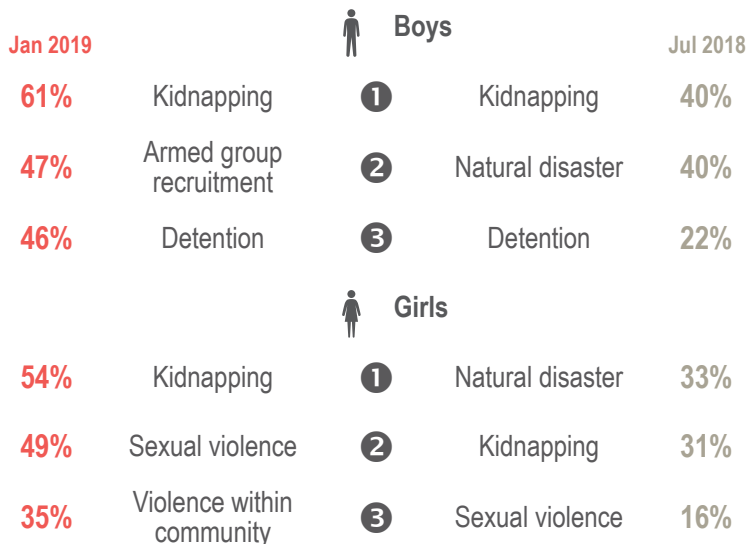 Boys
Jan 2019 Jul 2018
61% Kidnapping 1 Kidnapping 40%
47% Armed group recruitment 2 Natural disaster 40%
46% Detention 3 Detention 22%
Girls
54% Kidnapping 1 Natural disaster 33%
49% Sexual violence 2 Kidnapping 31%
35% Violence within community 3 Sexual violence 16%